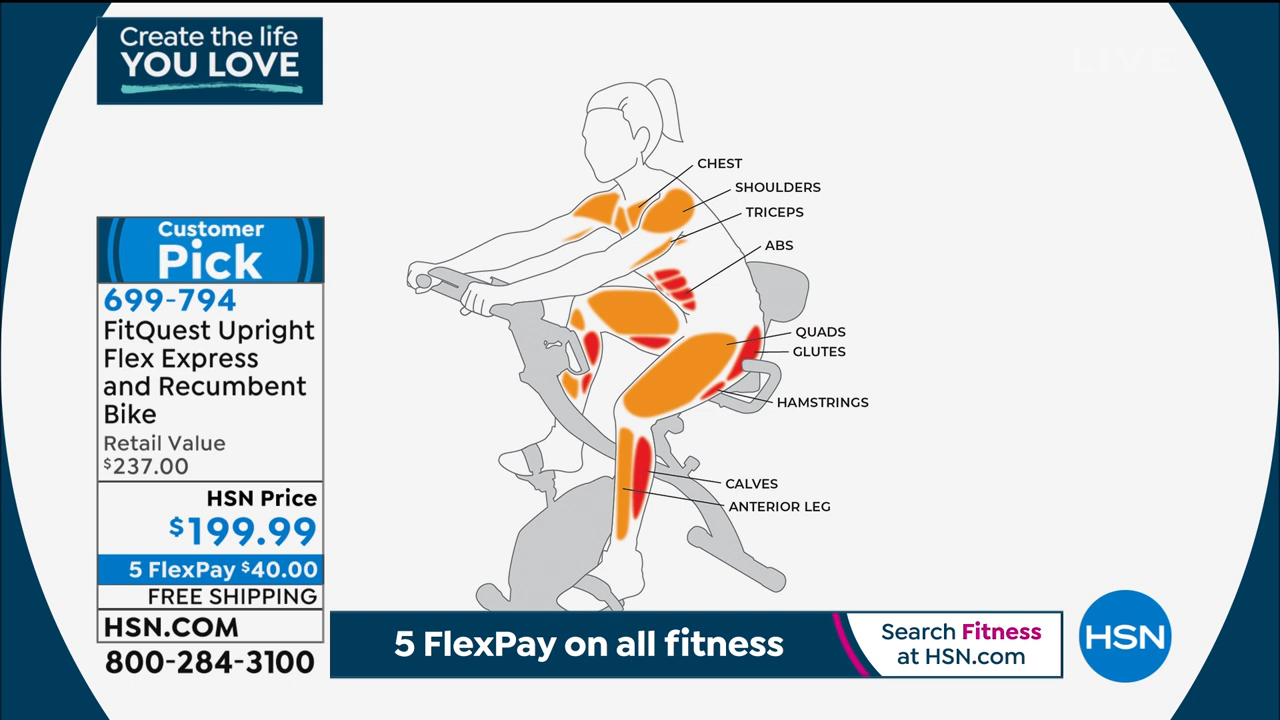 Create the life
YOU LOVE
LIVE
CHEST
SHOULDERS
TRICEPS
ABS
QUADS
GLUTES
HAMSTRINGS
CALVES
ANTERIOR LEG
Customer
Pick
699-794
FitQuest Upright
Flex Express
and Recumbent
Bike
Retail Value
$237.00
HSN Price
$199.99
5 FlexPay $40.00
FREE SHIPPING
HSN.COM
800-284-3100
5 FlexPay on all fitness
Search Fitness
at HSN.com
HSN